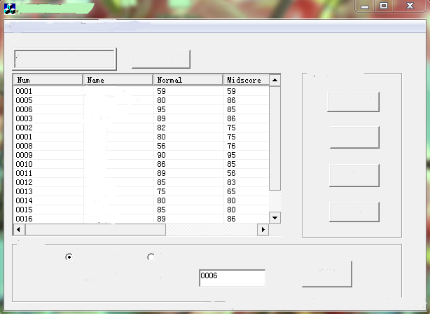 Num Name Normal Midscore
0001 59 59
0005 80 86
0006 95 85
0003 89 86
0002 82 75
0001 80 75
0008 56 76
0009 90 95
0010 86 85
0011 89 56
0012 85 83
0013 75 65
0014 80 80
0015 85 80
0016 89 86
0006